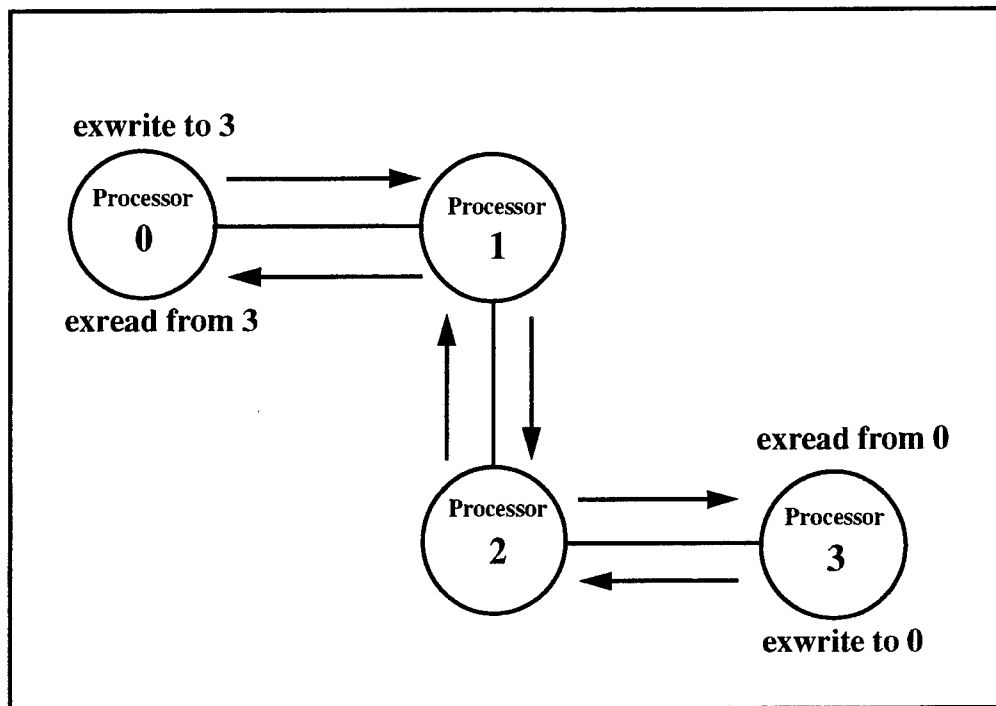 exwrite to 3
Processor
0
exread from 3
Processor
1
Processor
2
exread from 0
Processor
3
exwrite to 0